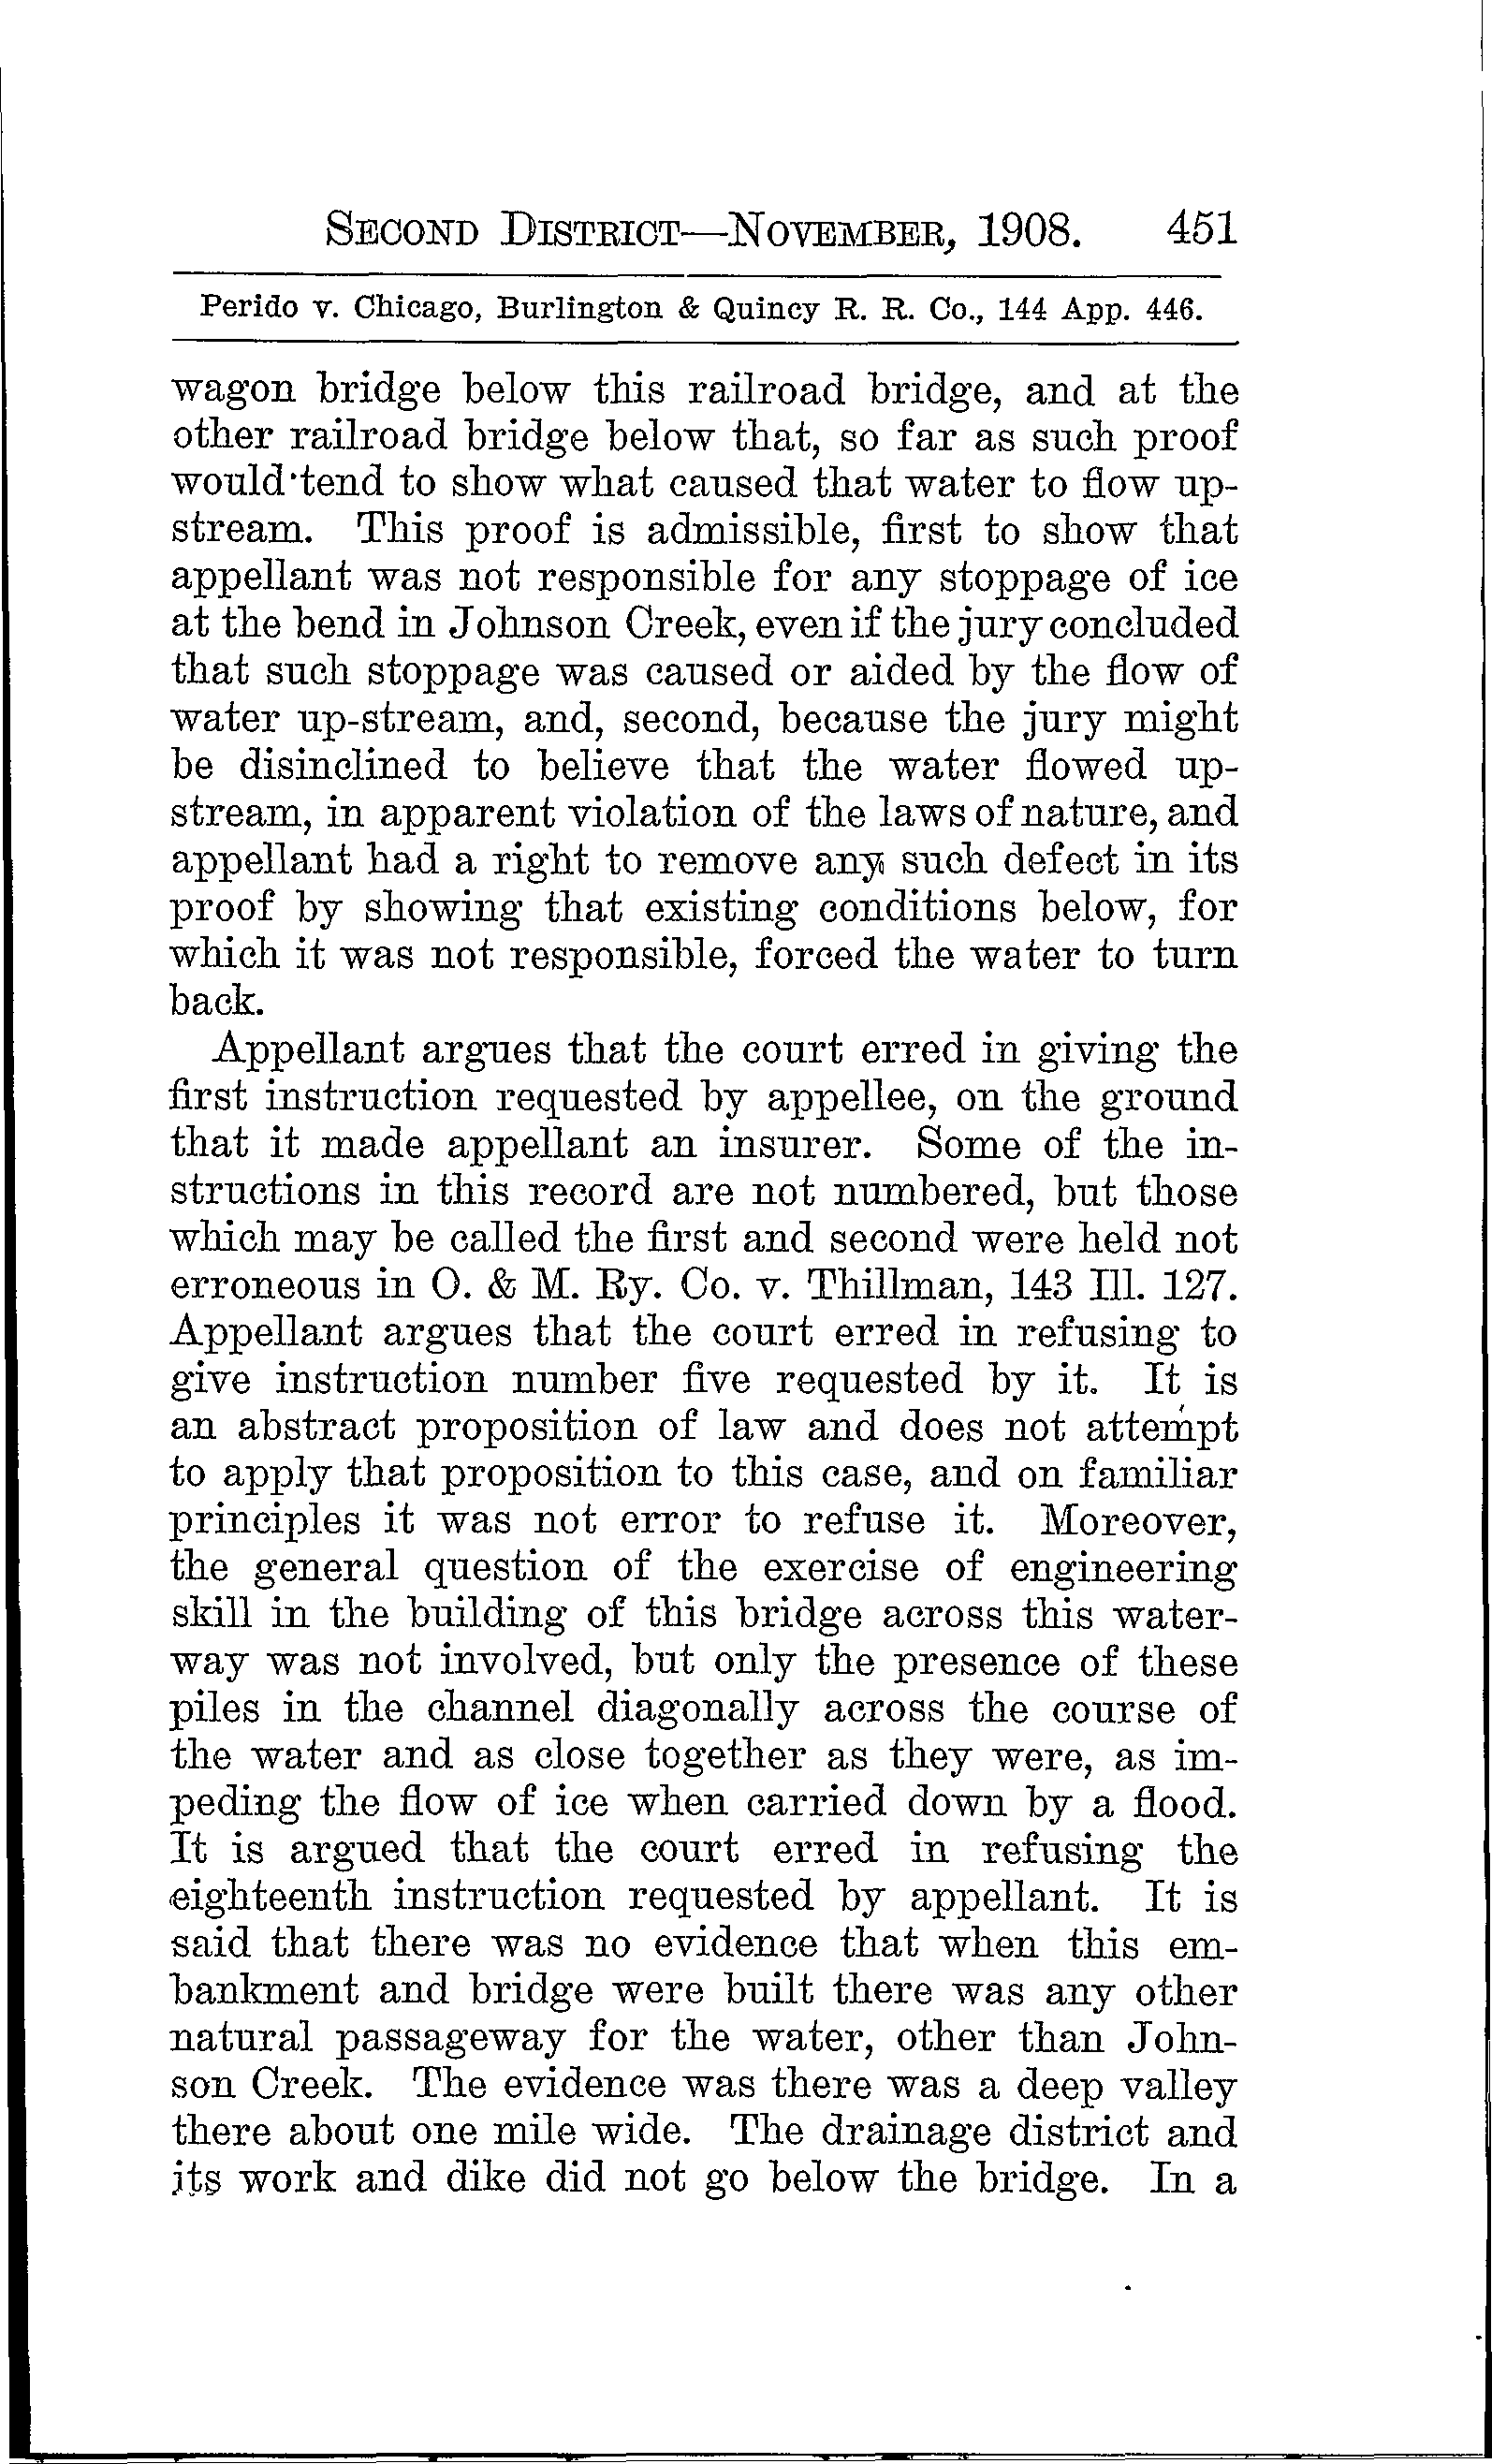 SECOND DISTRICT—NOVEMBER, 1908. 451
Perido v. Chicago, Burlington & Quincy R. R. Co., 144 App. 446.
wagon bridge below this railroad bridge, and at the
other railroad bridge below that, so far as such proof
would tend to show what caused that water to flow up-
stream. This proof is admissible, first to show that
appellant was not responsible for any stoppage of ice
at the bend in Johnson Creek, even if the jury concluded
that such stoppage was caused or aided by the flow of
water up-stream, and, second, because the jury might
be disinclined to believe that the water flowed up-
stream, in apparent violation of the laws of nature, and
appellant had a right to remove any such defect in its
proof by showing that existing conditions below, for
which it was not responsible, forced the water to turn
back.
Appellant argues that the court erred in giving the
first instruction requested by appellee, on the ground
that it made appellant an insurer. Some of the in-
structions in this record are not numbered, but those
which may be called the first and second were held not
erroneous in O. & M. Ry. Co. v. Thillman, 143 Ill. 127.
Appellant argues that the court erred in refusing to
give instruction number five requested by it. It is
an abstract proposition of law and does not attempt
to apply that proposition to this case, and on familiar
principles it was not error to refuse it. Moreover,
the general question of the exercise of engineering
skill in the building of this bridge across this water-
way was not involved, but only the presence of these
piles in the channel diagonally across the course of
the water and as close together as they were, as im-
peding the flow of ice when carried down by a flood.
It is argued that the court erred in refusing the
eighteenth instruction requested by appellant. It is
said that there was no evidence that when this em-
bankment and bridge were built there was any other
natural passageway for the water, other than John-
son Creek. The evidence was there was a deep valley
there about one mile wide. The drainage district and
its work and dike did not go below the bridge. In a